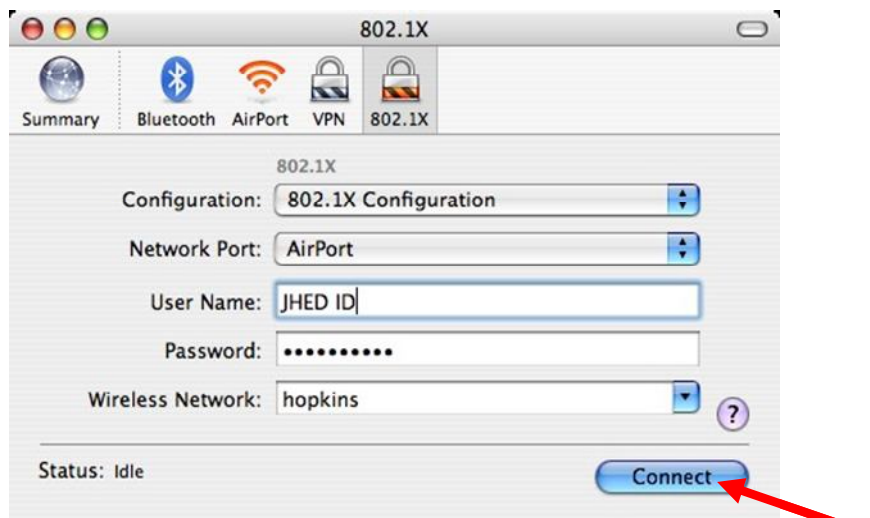 802.1X
Summary Bluetooth AirPort VPN 802.1X
802.1X
Configuration: 802.1X Configuration
Network Port: AirPort
User Name: JHED ID
Password: ••••••••••
Wireless Network: hopkins
?
Status: Idle
Connect